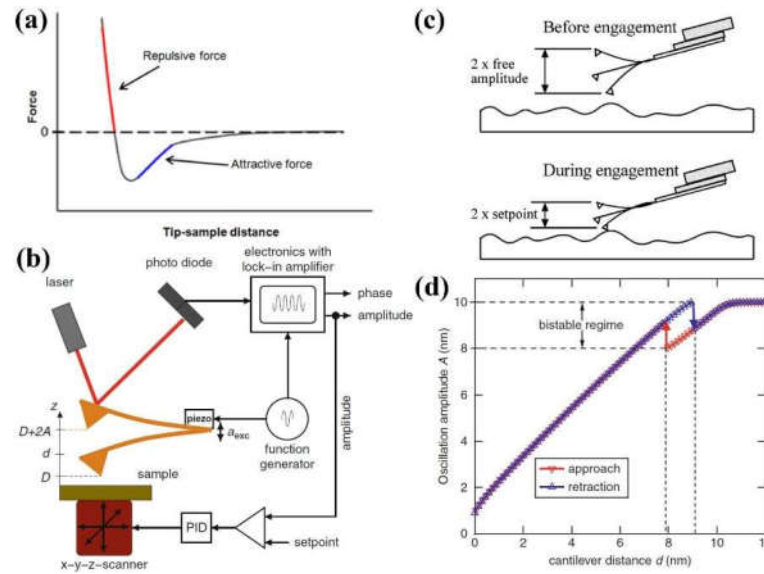 (a)
Repulsive force
Force
0
Attractive force
Tip-sample distance
(b)
laser
photo diode
electronics with
lock-in amplifier
phase
amplitude
z
D+2A
d
D
piezo
aexc
function
generator
amplitude
sample
PID
setpoint
x-y-z-scanner
(c)
Before engagement
2 x free
amplitude
During engagement
2 x setpoint
(d)
Oscillation amplitude A (nm)
12
10
8
6
4
2
0
bistable regime
approach
retraction
0 2 4 6 8 10 12
cantilever distance d (nm)